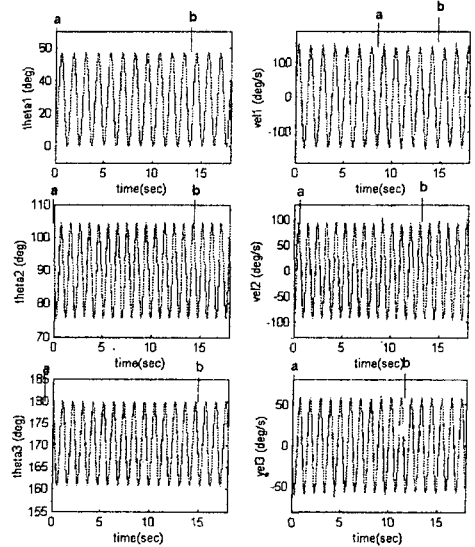 a b
60
40
20
0
theta1 (deg)
0 5 10 15
time(sec)
a b
100
0
-100
vel1 (deg/s)
0 5 10 15
time(sec)
a b
110
100
90
80
70
theta2 (deg)
0 5 10 15
time(sec)
a b
100
50
0
-50
-100
vel2 (deg/s)
0 5 10 15
time(sec)
a b
185
180
175
170
165
160
155
theta3 (deg)
0 5 10 15
time(sec)
a b
50
0
-50
vel3 (deg/s)
0 5 10 15
time(sec)